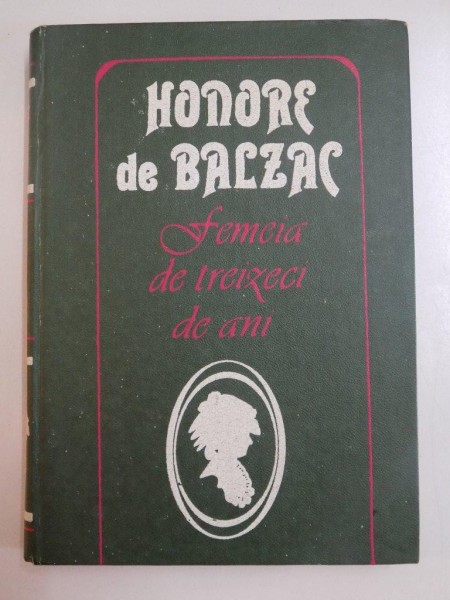 HONORE
de BALZAC
Femeia
de treizeci
de ani